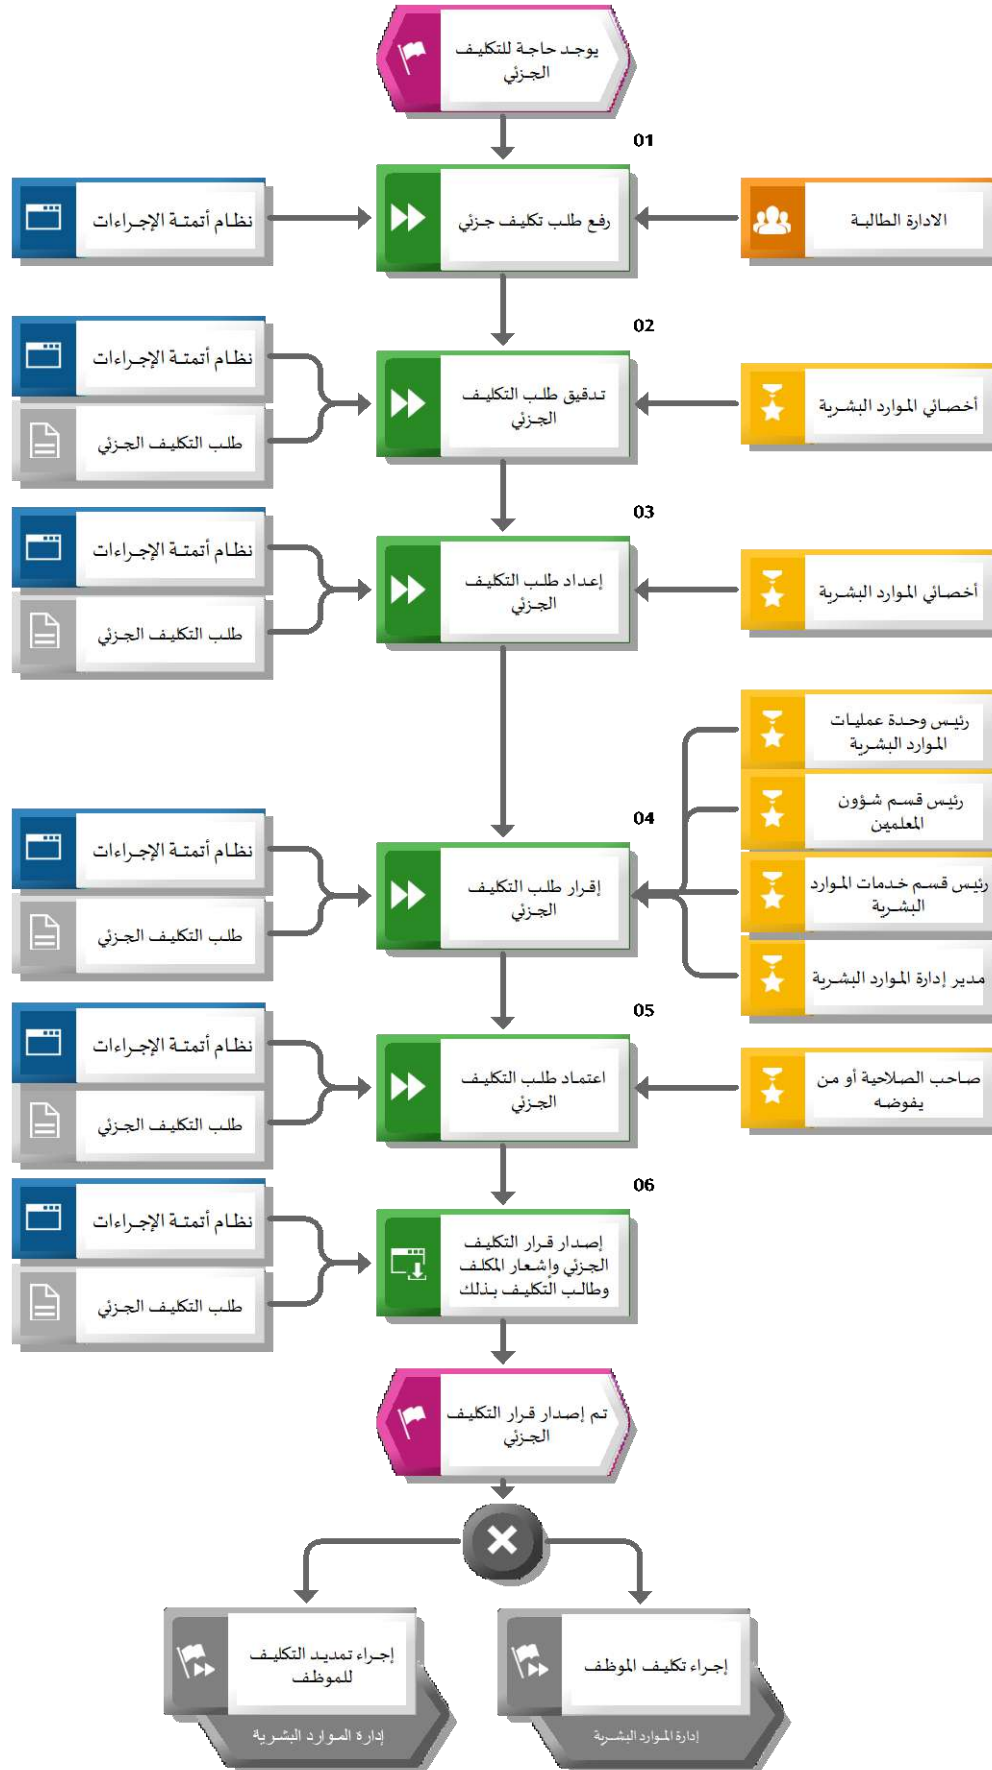 يوجد حاجة للتكليف
الجزئي
01
الادارة الطالبة
رفع طلب تكليف جزئي
نظام أتمتة الإجراءات
02
أخصائي الموارد البشرية
تدقيق طلب التكليف
الجزئي
نظام أتمتة الإجراءات
طلب التكليف الجزئي
03
أخصائي الموارد البشرية
إعداد طلب التكليف
الجزئي
نظام أتمتة الإجراءات
طلب التكليف الجزئي
04
رئيس وحدة عمليات
الموارد البشرية
رئيس قسم شؤون
المعلمين
رئيس قسم خدمات الموارد
البشرية
مدير إدارة الموارد البشرية
إقرار طلب التكليف
الجزئي
نظام أتمتة الإجراءات
طلب التكليف الجزئي
05
صاحب الصلاحية أو من
يفوضه
اعتماد طلب التكليف
الجزئي
نظام أتمتة الإجراءات
طلب التكليف الجزئي
06
إصدار قرار التكليف
الجزئي وإشعار المكلف
وطالب التكليف بذلك
نظام أتمتة الإجراءات
طلب التكليف الجزئي
تم إصدار قرار التكليف
الجزئي
إجراء تكليف الموظف
إدارة الموارد البشرية
إجراء تمديد التكليف
للموظف
إدارة الموارد البشرية